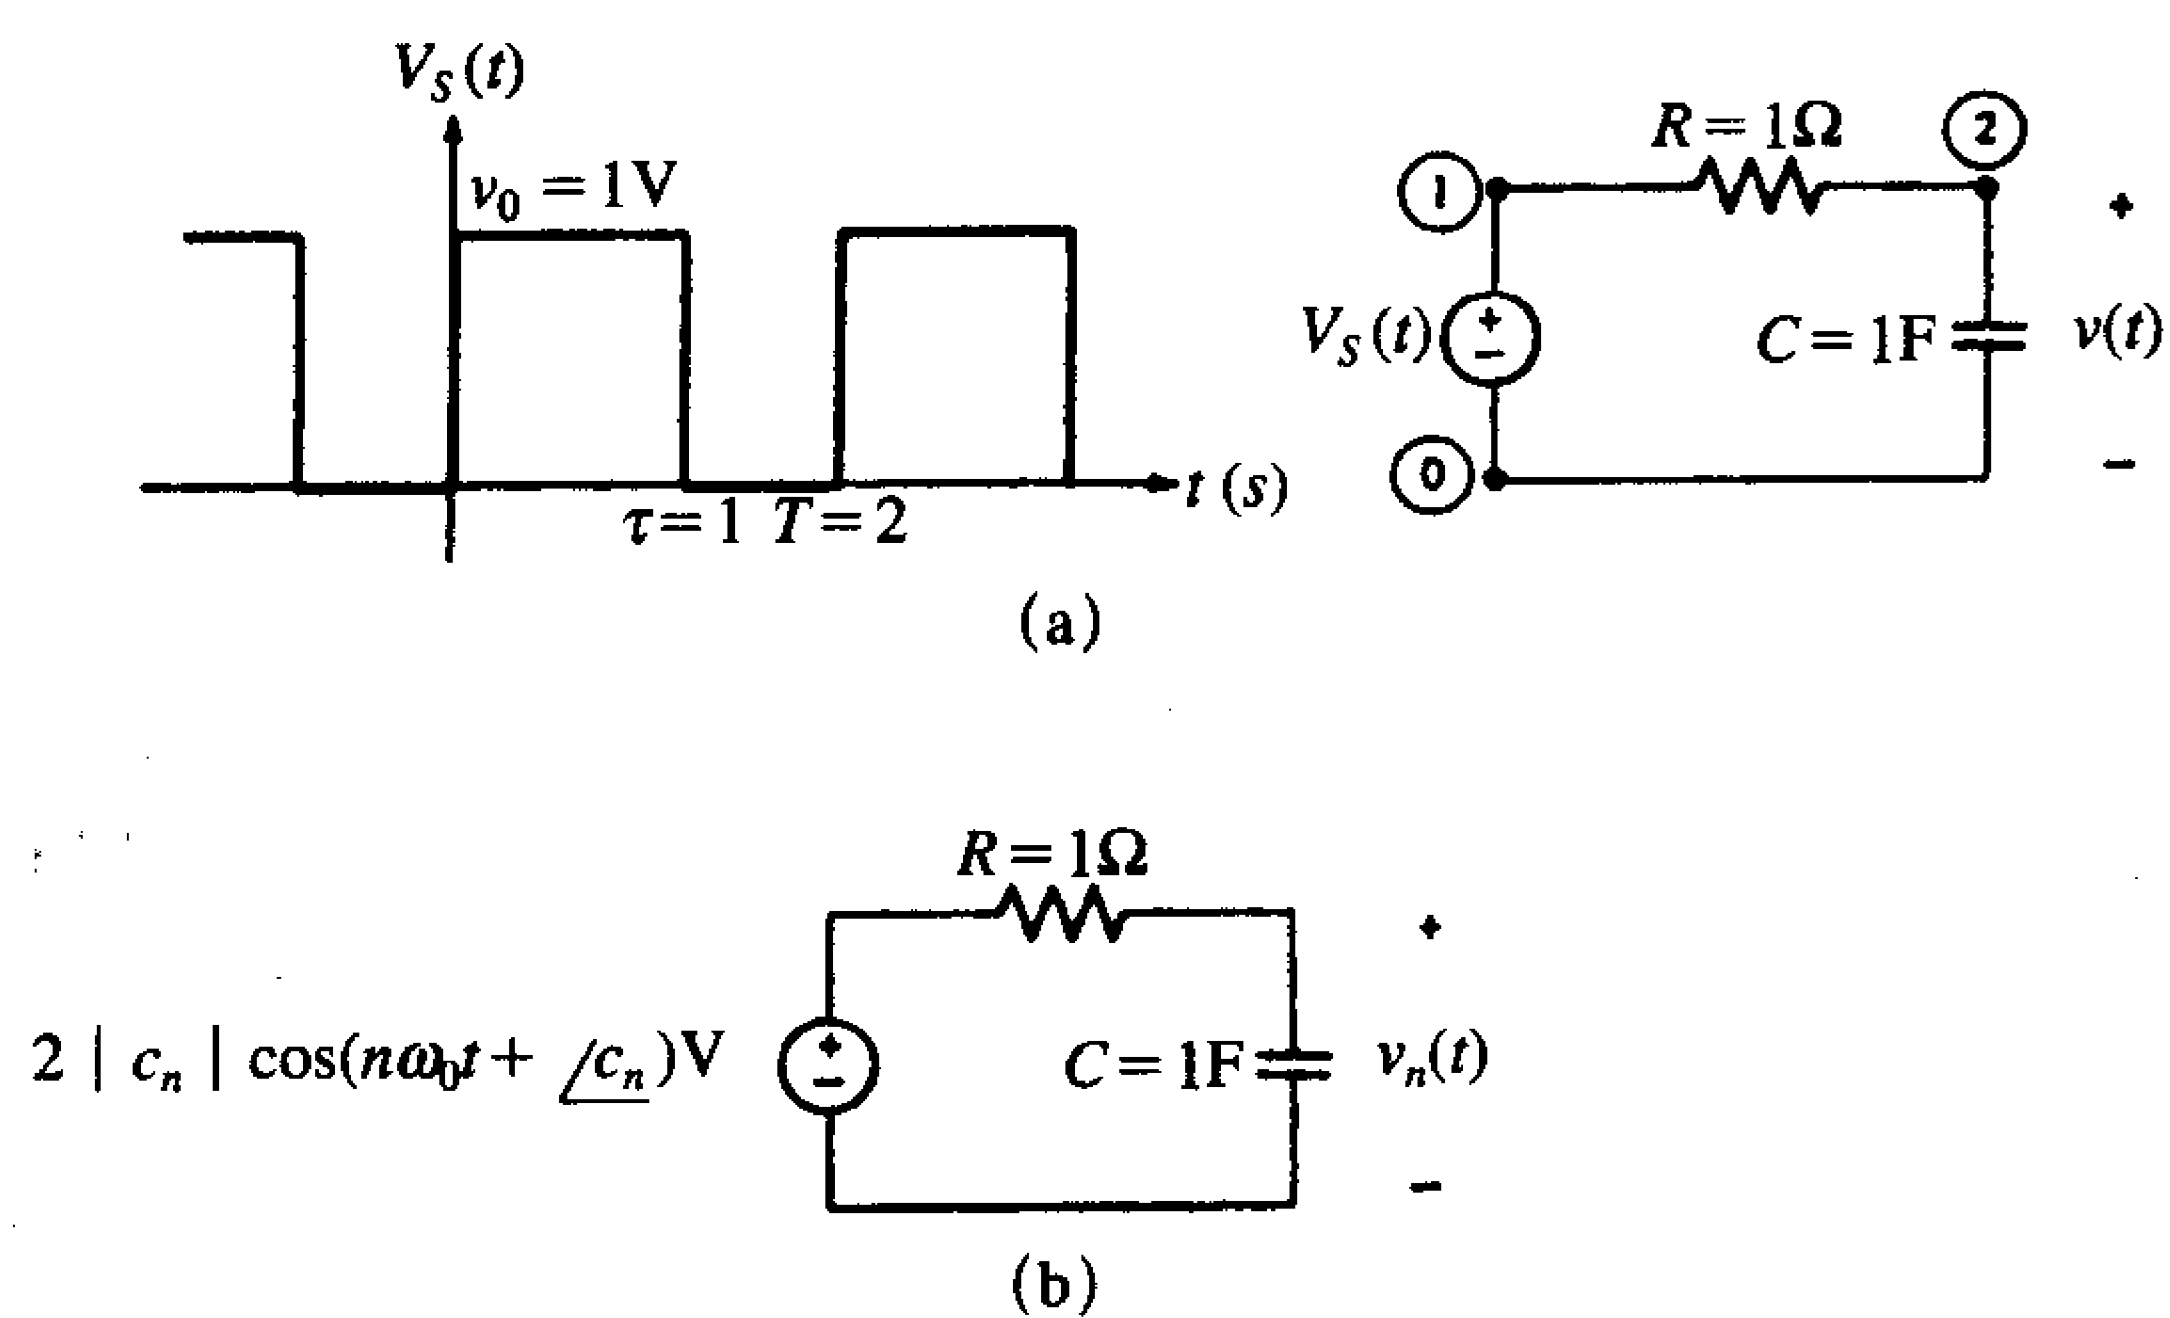 V_S(t)
v_0 = 1V
τ = 1 T = 2
t (s)
R = 1Ω
1
2
V_S(t)
+
−
C = 1F
+
v(t)
−
0
(a)
R = 1Ω
2 | c_n | cos(nω_0t + ∠c_n)V
+
−
C = 1F
+
v_n(t)
−
(b)